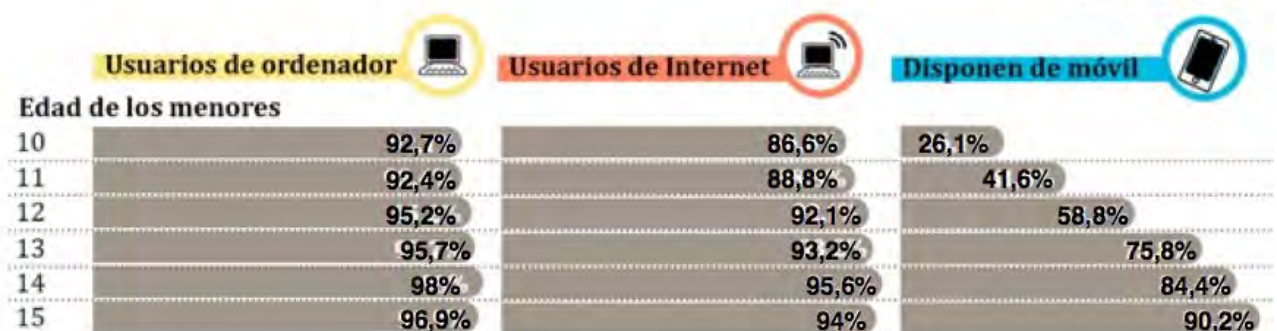 Usuarios de ordenador Usuarios de Internet Disponen de móvil
Edad de los menores
10 92,7% 86,6% 26,1%
11 92,4% 88,8% 41,6%
12 95,2% 92,1% 58,8%
13 95,7% 93,2% 75,8%
14 98% 95,6% 84,4%
15 96,9% 94% 90,2%